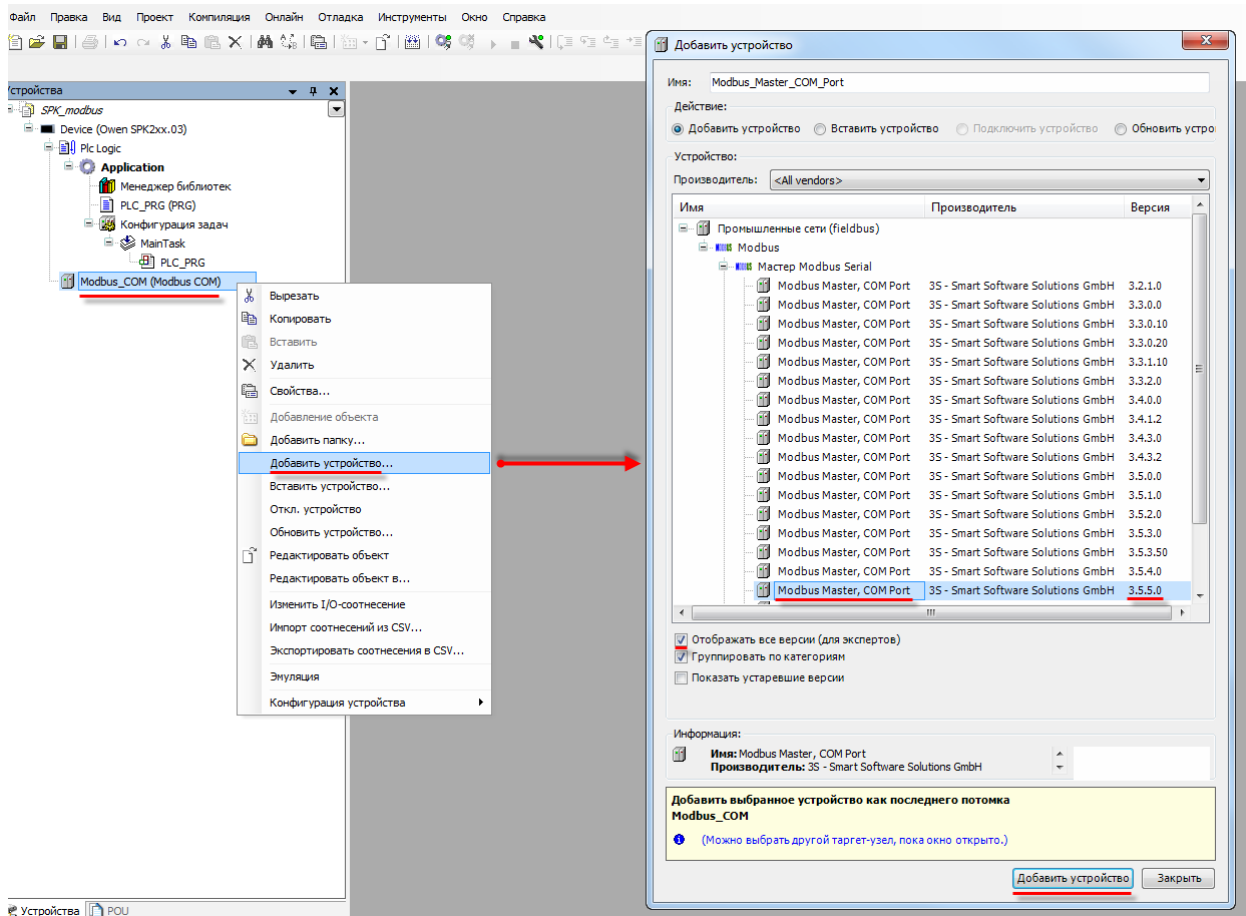 Файл Правка Вид Проект Компиляция Онлайн Отладка Инструменты Окно Справка
Устройства
SPK_modbus
Device (Owen SPK2xx.03)
Plc Logic
Application
Менеджер библиотек
PLC_PRG (PRG)
Конфигурация задач
MainTask
PLC_PRG
Modbus_COM (Modbus COM)
Вырезать
Копировать
Вставить
Удалить
Свойства...
Добавление объекта
Добавить папку...
Добавить устройство...
Вставить устройство...
Откл. устройство
Обновить устройство...
Редактировать объект
Редактировать объект в...
Изменить I/O-соотнесение
Импорт соотнесений из CSV...
Экспортировать соотнесения в CSV...
Эмуляция
Конфигурация устройства
Устройства POU
Добавить устройство
Имя: Modbus_Master_COM_Port
Действие:
Добавить устройство Вставить устройство Подключить устройство Обновить устро
Устройство:
Производитель: <All vendors>
Имя Производитель Версия
Промышленные сети (fieldbus)
Modbus
Мастер Modbus Serial
Modbus Master, COM Port 3S - Smart Software Solutions GmbH 3.2.1.0
Modbus Master, COM Port 3S - Smart Software Solutions GmbH 3.3.0.0
Modbus Master, COM Port 3S - Smart Software Solutions GmbH 3.3.0.10
Modbus Master, COM Port 3S - Smart Software Solutions GmbH 3.3.0.20
Modbus Master, COM Port 3S - Smart Software Solutions GmbH 3.3.1.10
Modbus Master, COM Port 3S - Smart Software Solutions GmbH 3.3.2.0
Modbus Master, COM Port 3S - Smart Software Solutions GmbH 3.4.0.0
Modbus Master, COM Port 3S - Smart Software Solutions GmbH 3.4.1.2
Modbus Master, COM Port 3S - Smart Software Solutions GmbH 3.4.3.0
Modbus Master, COM Port 3S - Smart Software Solutions GmbH 3.4.3.2
Modbus Master, COM Port 3S - Smart Software Solutions GmbH 3.5.0.0
Modbus Master, COM Port 3S - Smart Software Solutions GmbH 3.5.1.0
Modbus Master, COM Port 3S - Smart Software Solutions GmbH 3.5.2.0
Modbus Master, COM Port 3S - Smart Software Solutions GmbH 3.5.3.0
Modbus Master, COM Port 3S - Smart Software Solutions GmbH 3.5.3.50
Modbus Master, COM Port 3S - Smart Software Solutions GmbH 3.5.4.0
Modbus Master, COM Port 3S - Smart Software Solutions GmbH 3.5.5.0
Отображать все версии (для экспертов)
Группировать по категориям
Показать устаревшие версии
Информация:
Имя: Modbus Master, COM Port
Производитель: 3S - Smart Software Solutions GmbH
Добавить выбранное устройство как последнего потомка
Modbus_COM
(Можно выбрать другой таргет-узел, пока окно открыто.)
Добавить устройство Закрыть